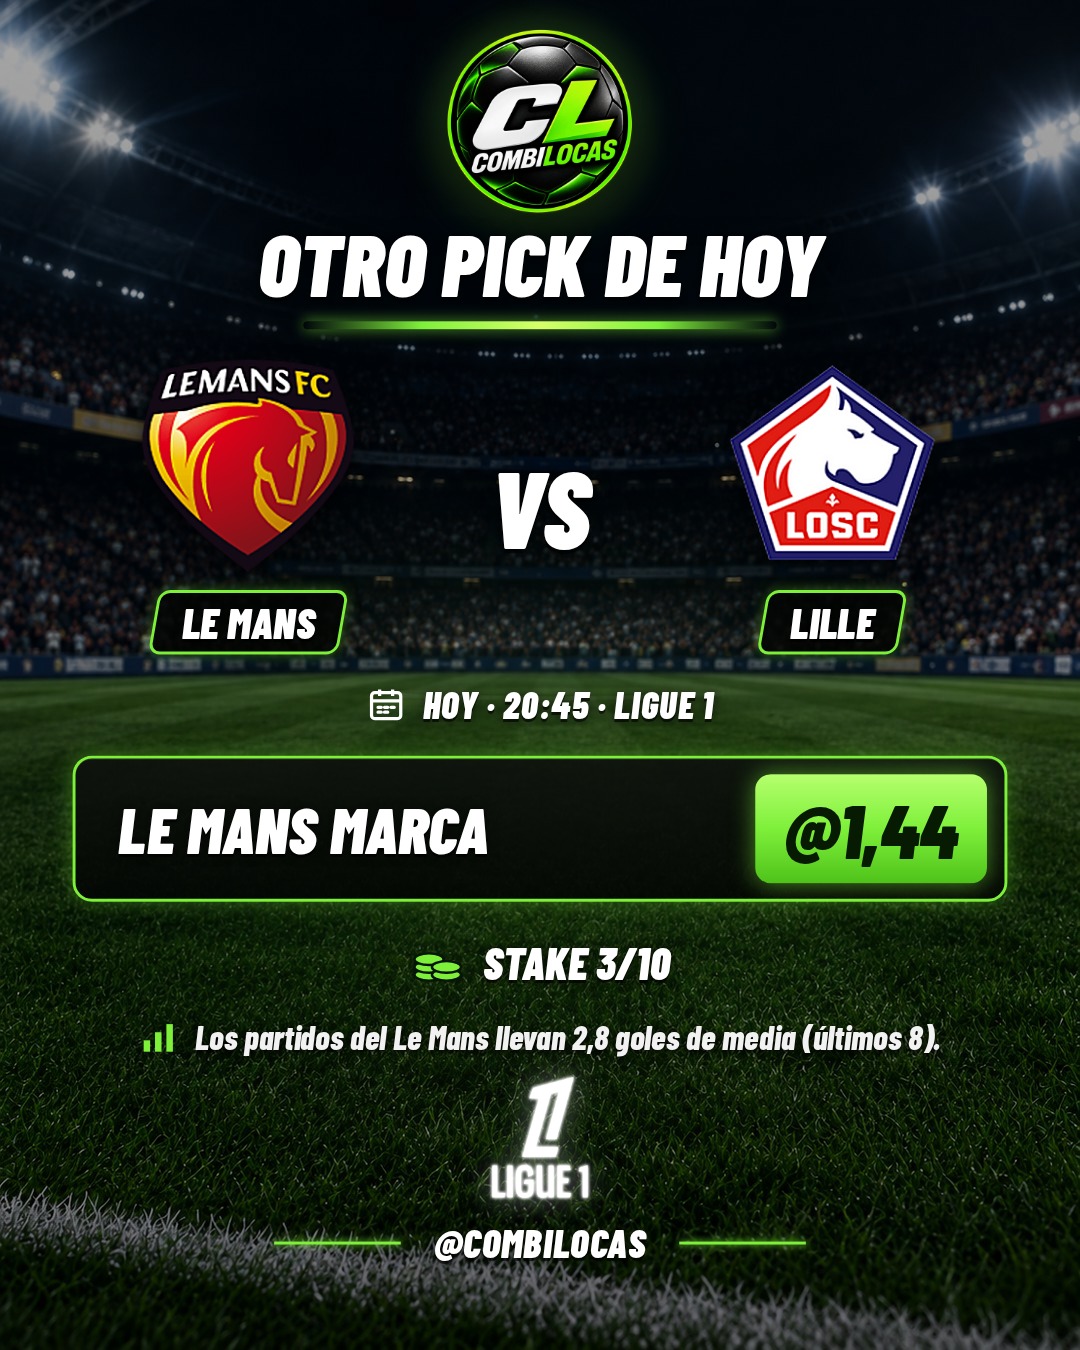 CL
COMBILOCAS
OTRO PICK DE HOY
LEMANS FC
LOSC
VS
LE MANS
LILLE
HOY · 20:45 · LIGUE 1
LE MANS MARCA
@1,44
STAKE 3/10
Los partidos del Le Mans llevan 2,8 goles de media (últimos 8).
LIGUE 1
@COMBILOCAS